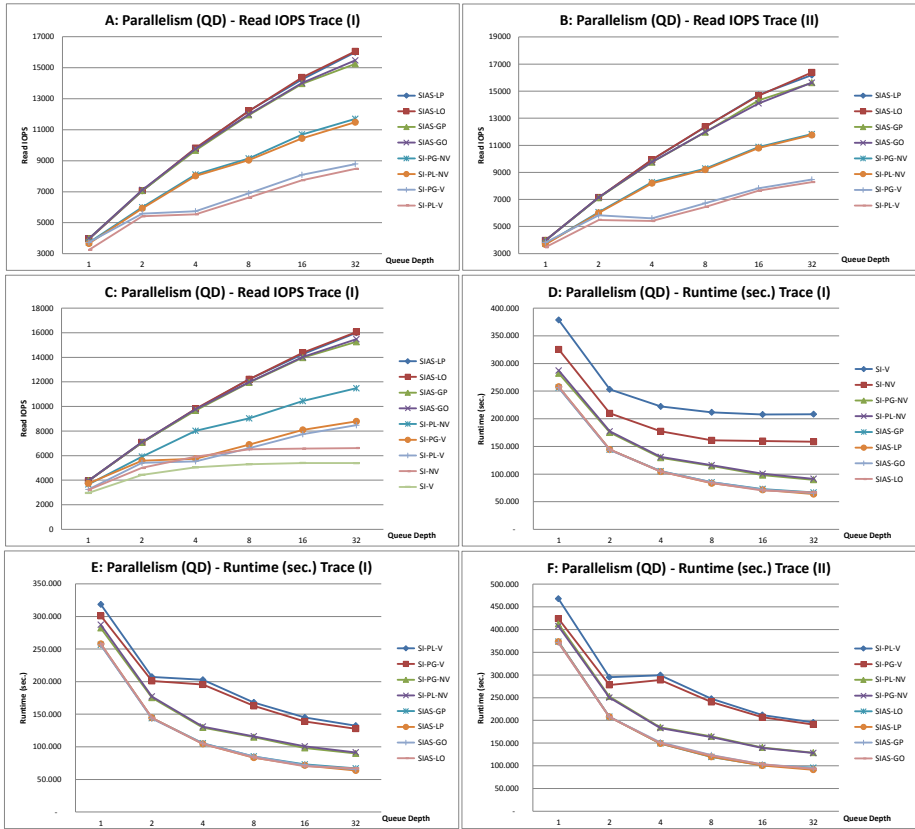 A: Parallelism (QD) - Read IOPS Trace (I)
17000
15000
13000
11000
9000
7000
5000
3000
Read IOPS
1 2 4 8 16 32
Queue Depth
SIAS-LP
SIAS-LO
SIAS-GP
SIAS-GO
SI-PG-NV
SI-PL-NV
SI-PG-V
SI-PL-V
B: Parallelism (QD) - Read IOPS Trace (II)
19000
17000
15000
13000
11000
9000
7000
5000
3000
Read IOPS
1 2 4 8 16 32
Queue Depth
SIAS-LP
SIAS-LO
SIAS-GP
SIAS-GO
SI-PG-NV
SI-PL-NV
SI-PG-V
SI-PL-V
C: Parallelism (QD) - Read IOPS Trace (I)
18000
16000
14000
12000
10000
8000
6000
4000
2000
0
Read IOPS
1 2 4 8 16 32
Queue Depth
SIAS-LP
SIAS-LO
SIAS-GP
SIAS-GO
SI-PL-NV
SI-PG-V
SI-PL-V
SI-NV
SI-V
D: Parallelism (QD) - Runtime (sec.) Trace (I)
400.000
350.000
300.000
250.000
200.000
150.000
100.000
50.000
-
Runtime (sec.)
1 2 4 8 16 32
Queue Depth
SI-V
SI-NV
SI-PG-NV
SI-PL-NV
SIAS-GP
SIAS-LP
SIAS-GO
SIAS-LO
E: Parallelism (QD) - Runtime (sec.) Trace (I)
350.000
300.000
250.000
200.000
150.000
100.000
50.000
-
Runtime (sec.)
1 2 4 8 16 32
Queue Depth
SI-PL-V
SI-PG-V
SI-PG-NV
SI-PL-NV
SIAS-GP
SIAS-LP
SIAS-GO
SIAS-LO
F: Parallelism (QD) - Runtime (sec.) Trace (II)
500.000
450.000
400.000
350.000
300.000
250.000
200.000
150.000
100.000
50.000
-
Runtime (sec.)
1 2 4 8 16 32
Queue Depth
SI-PL-V
SI-PG-V
SI-PL-NV
SI-PG-NV
SIAS-LO
SIAS-LP
SIAS-GP
SIAS-GO